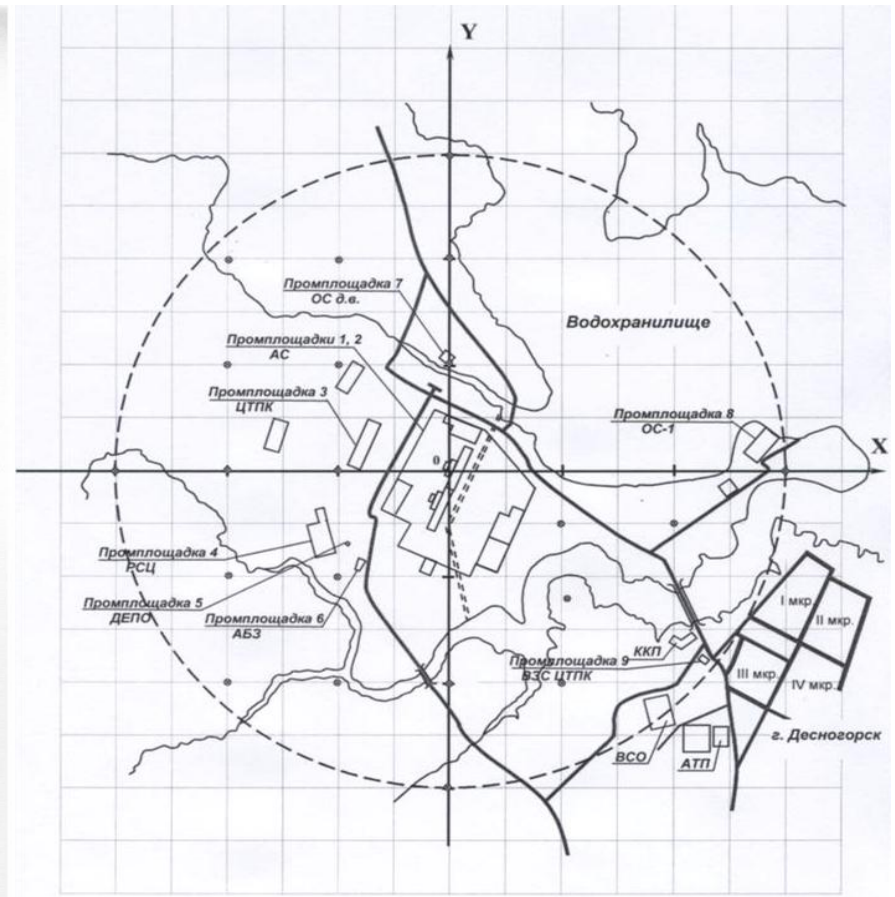 Y
Промплощадка 7
ОС д.в.
Водохранилище
Промплощадки 1, 2
АС
Промплощадка 3
ЦТПК
Промплощадка 8
ОС-1
X
0
Промплощадка 4
РСЦ
Промплощадка 5
ДЕПО
Промплощадка 6
АБЗ
I мкр.
II мкр.
ККП
Промплощадка 9
ВЗС ЦТПК
III мкр.
IV мкр.
г. Десногорск
ВСО
АТП